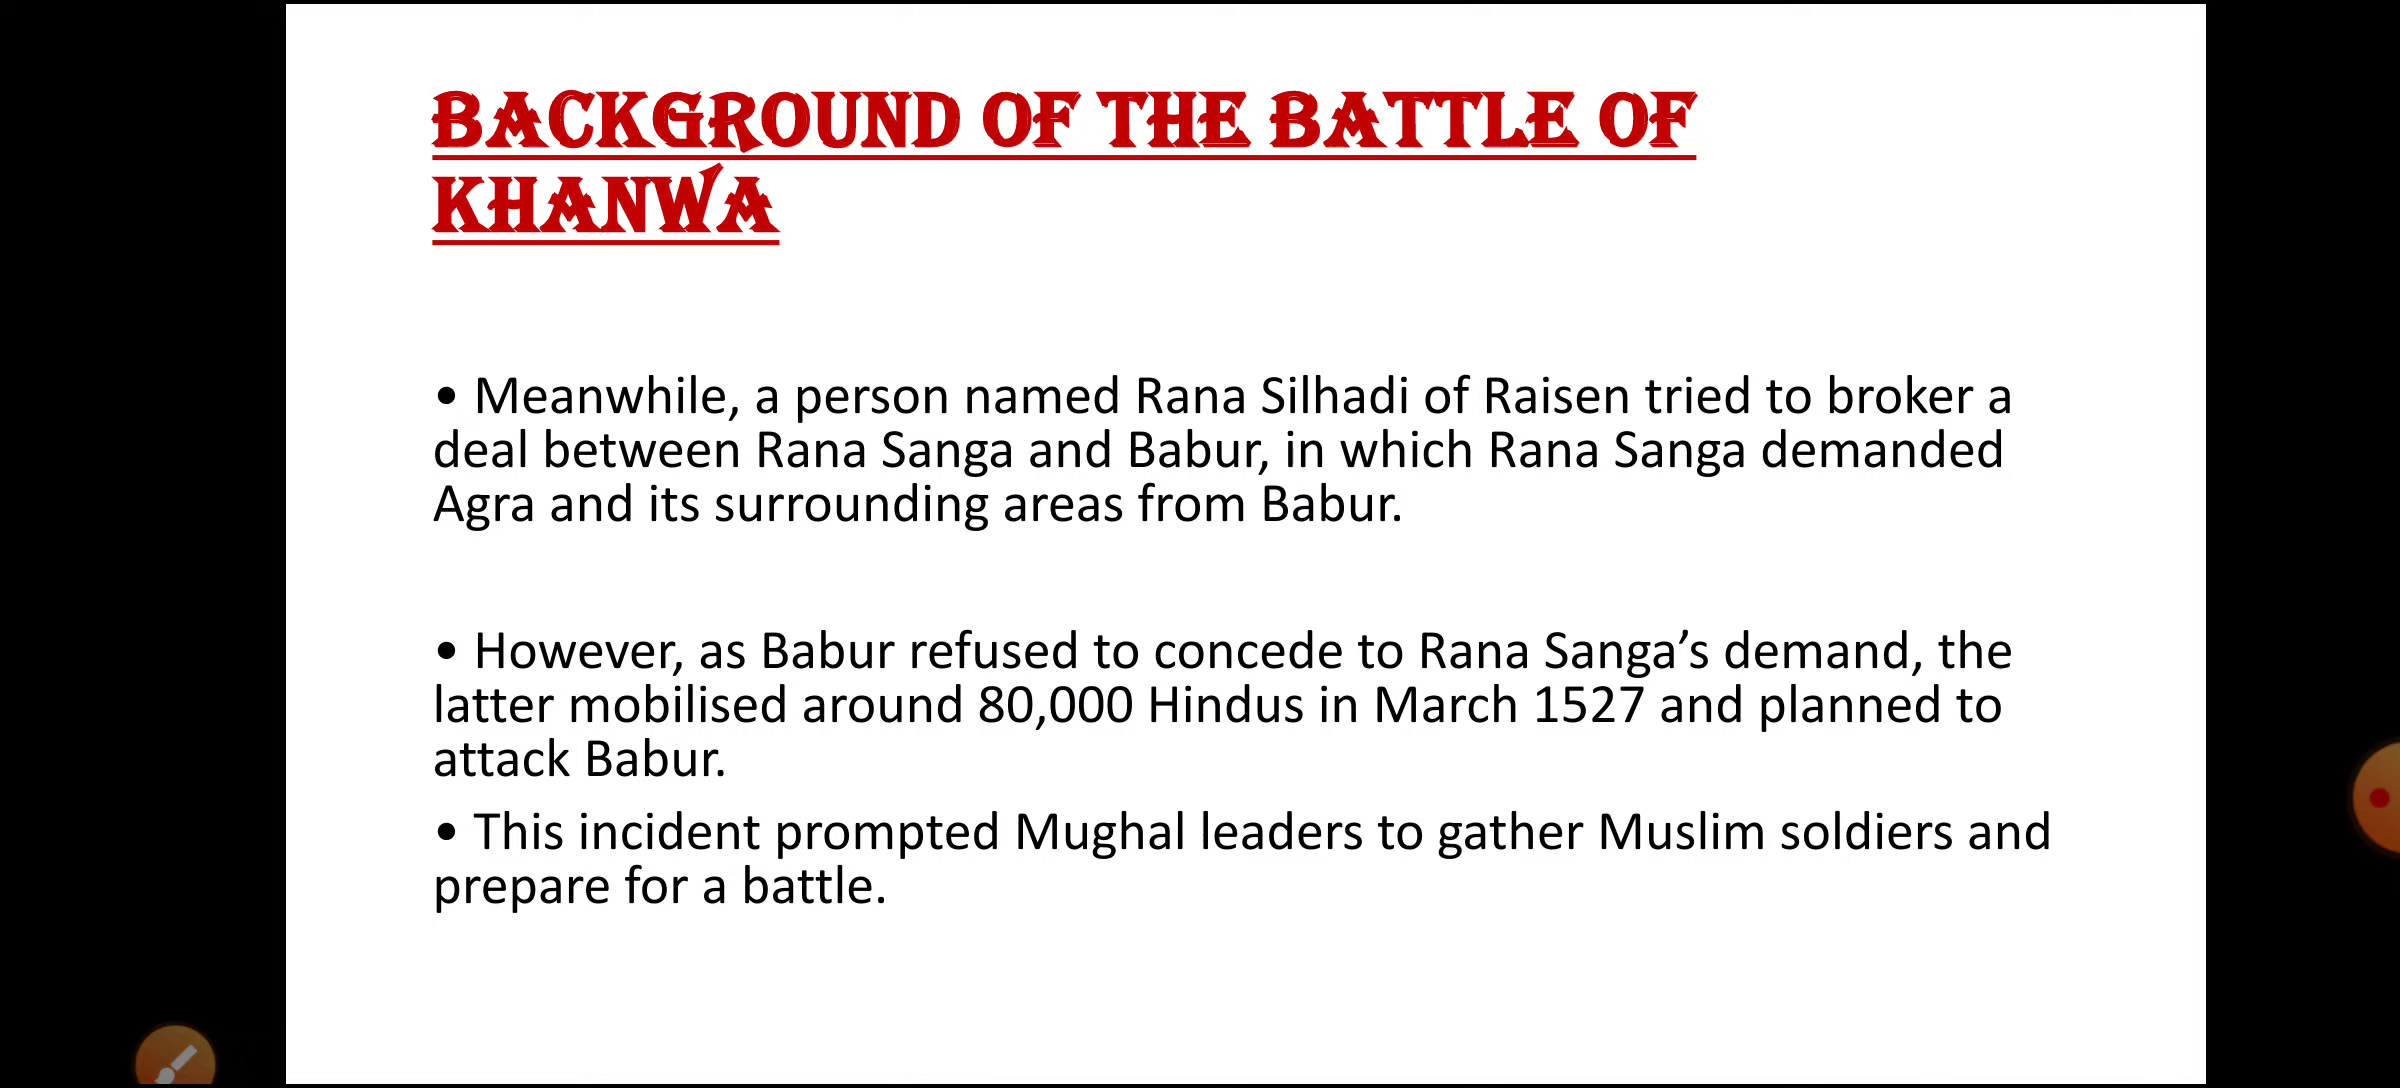 BACKGROUND OF THE BATTLE OF
KHANWA
• Meanwhile, a person named Rana Silhadi of Raisen tried to broker a
deal between Rana Sanga and Babur, in which Rana Sanga demanded
Agra and its surrounding areas from Babur.
• However, as Babur refused to concede to Rana Sanga’s demand, the
latter mobilised around 80,000 Hindus in March 1527 and planned to
attack Babur.
• This incident prompted Mughal leaders to gather Muslim soldiers and
prepare for a battle.